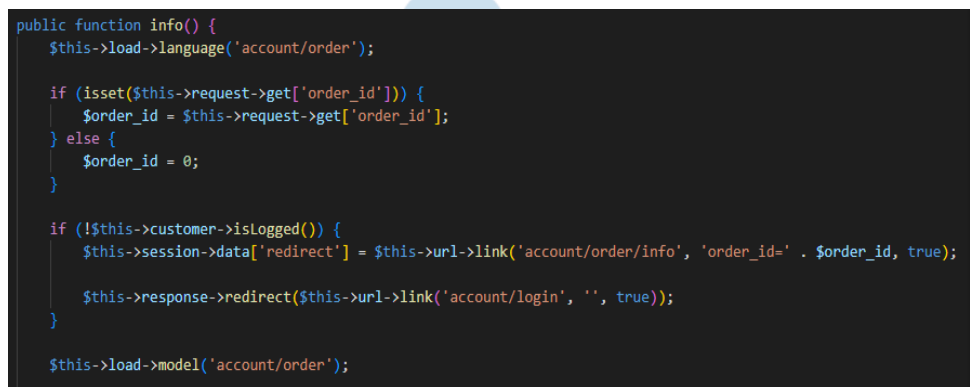 public function info() {
$this->load->language('account/order');
if (isset($this->request->get['order_id'])) {
$order_id = $this->request->get['order_id'];
} else {
$order_id = 0;
}
if (!$this->customer->isLogged()) {
$this->session->data['redirect'] = $this->url->link('account/order/info', 'order_id=' . $order_id, true);
$this->response->redirect($this->url->link('account/login', '', true));
}
$this->load->model('account/order');